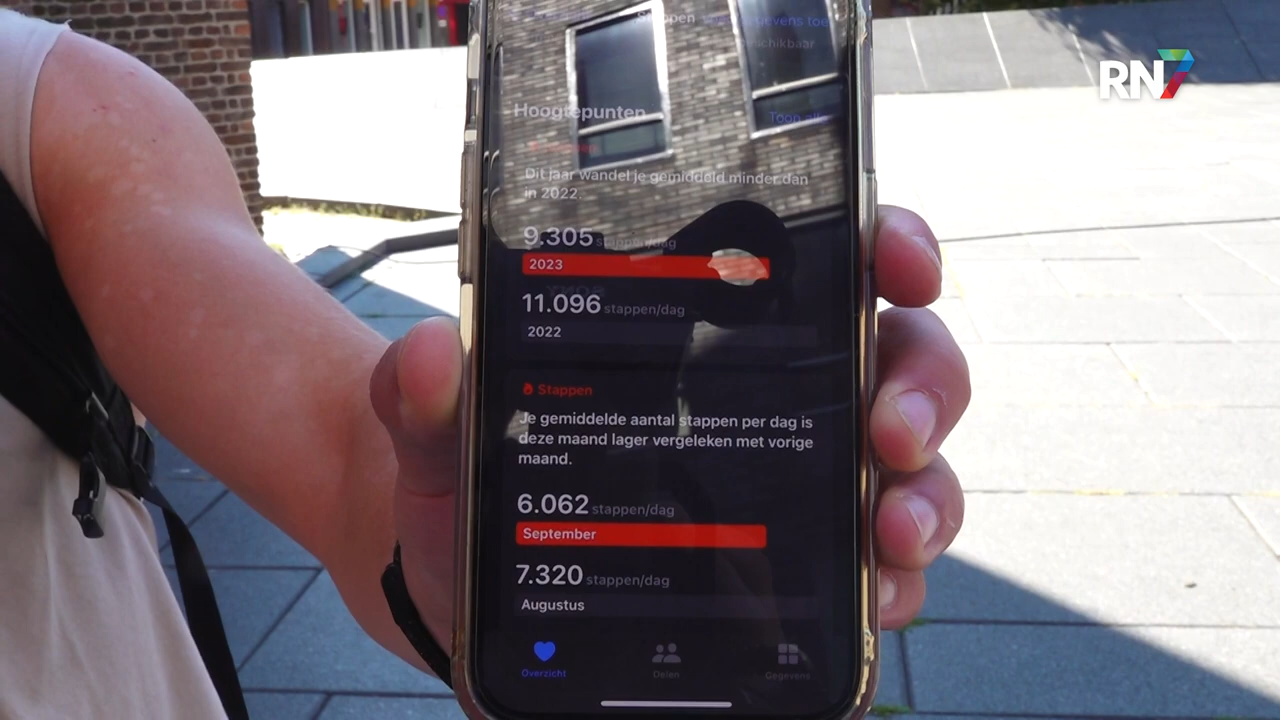 Stappen
RN7
Hoogtepunten
Toon alle
Dit jaar wandel je gemiddeld minder dan
in 2022.
9.305 stappen/dag
2023
11.096 stappen/dag
2022
Stappen
Je gemiddelde aantal stappen per dag is
deze maand lager vergeleken met vorige
maand.
6.062 stappen/dag
September
7.320 stappen/dag
Augustus
Overzicht
Delen
Gegevens